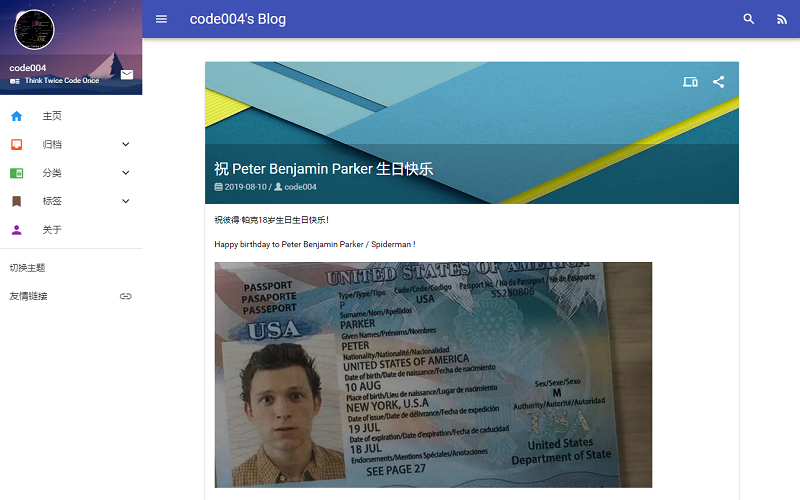 code004's Blog
code004
Think Twice Code Once
主页
归档
分类
标签
关于
切换主题
友情链接
祝 Peter Benjamin Parker 生日快乐
2019-08-10 / code004
祝彼得·帕克18岁生日生日快乐！
Happy birthday to Peter Benjamin Parker / Spiderman !
UNITED STATES OF AMERICA
PASSPORT
PASAPORTE
PASSEPORT
USA
Type/Type/Tipo Code/Code/Codigo Passport No. / No du Passeport / No de Pasaporte
P USA SS280806
Surname/Nom/Apellidos
PARKER
Given Names/Prénoms/Nombres
PETER
Nationality/Nationalité/Nacionalidad
UNITED STATES OF AMERICA
Date of birth/Date de naissance/Fecha de nacimiento
10 AUG
Place of birth/Lieu de naissance/Lugar de nacimiento Sex/Sexe/Sexo
NEW YORK, U.S.A M
Date of issue/Date de délivrance/Fecha de expedición Authority/Autorité/Autoridad
19 JUL USA
Date of expiration/Date d'expiration/Fecha de caducidad United States
18 JUL Department of State
Endorsements/Mentions Spéciales/Anotaciones
SEE PAGE 27